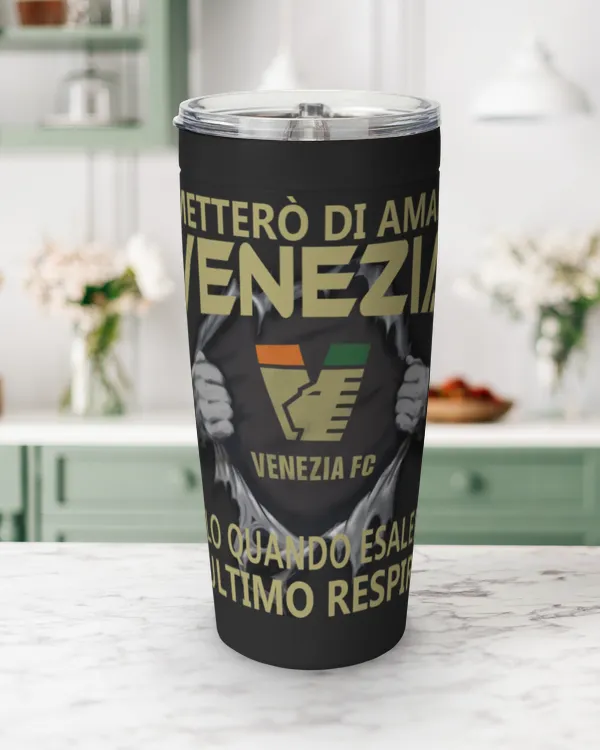 METTERÒ DI AMA
VENEZIA
VENEZIA FC
LO QUANDO ESALE
ULTIMO RESPIR